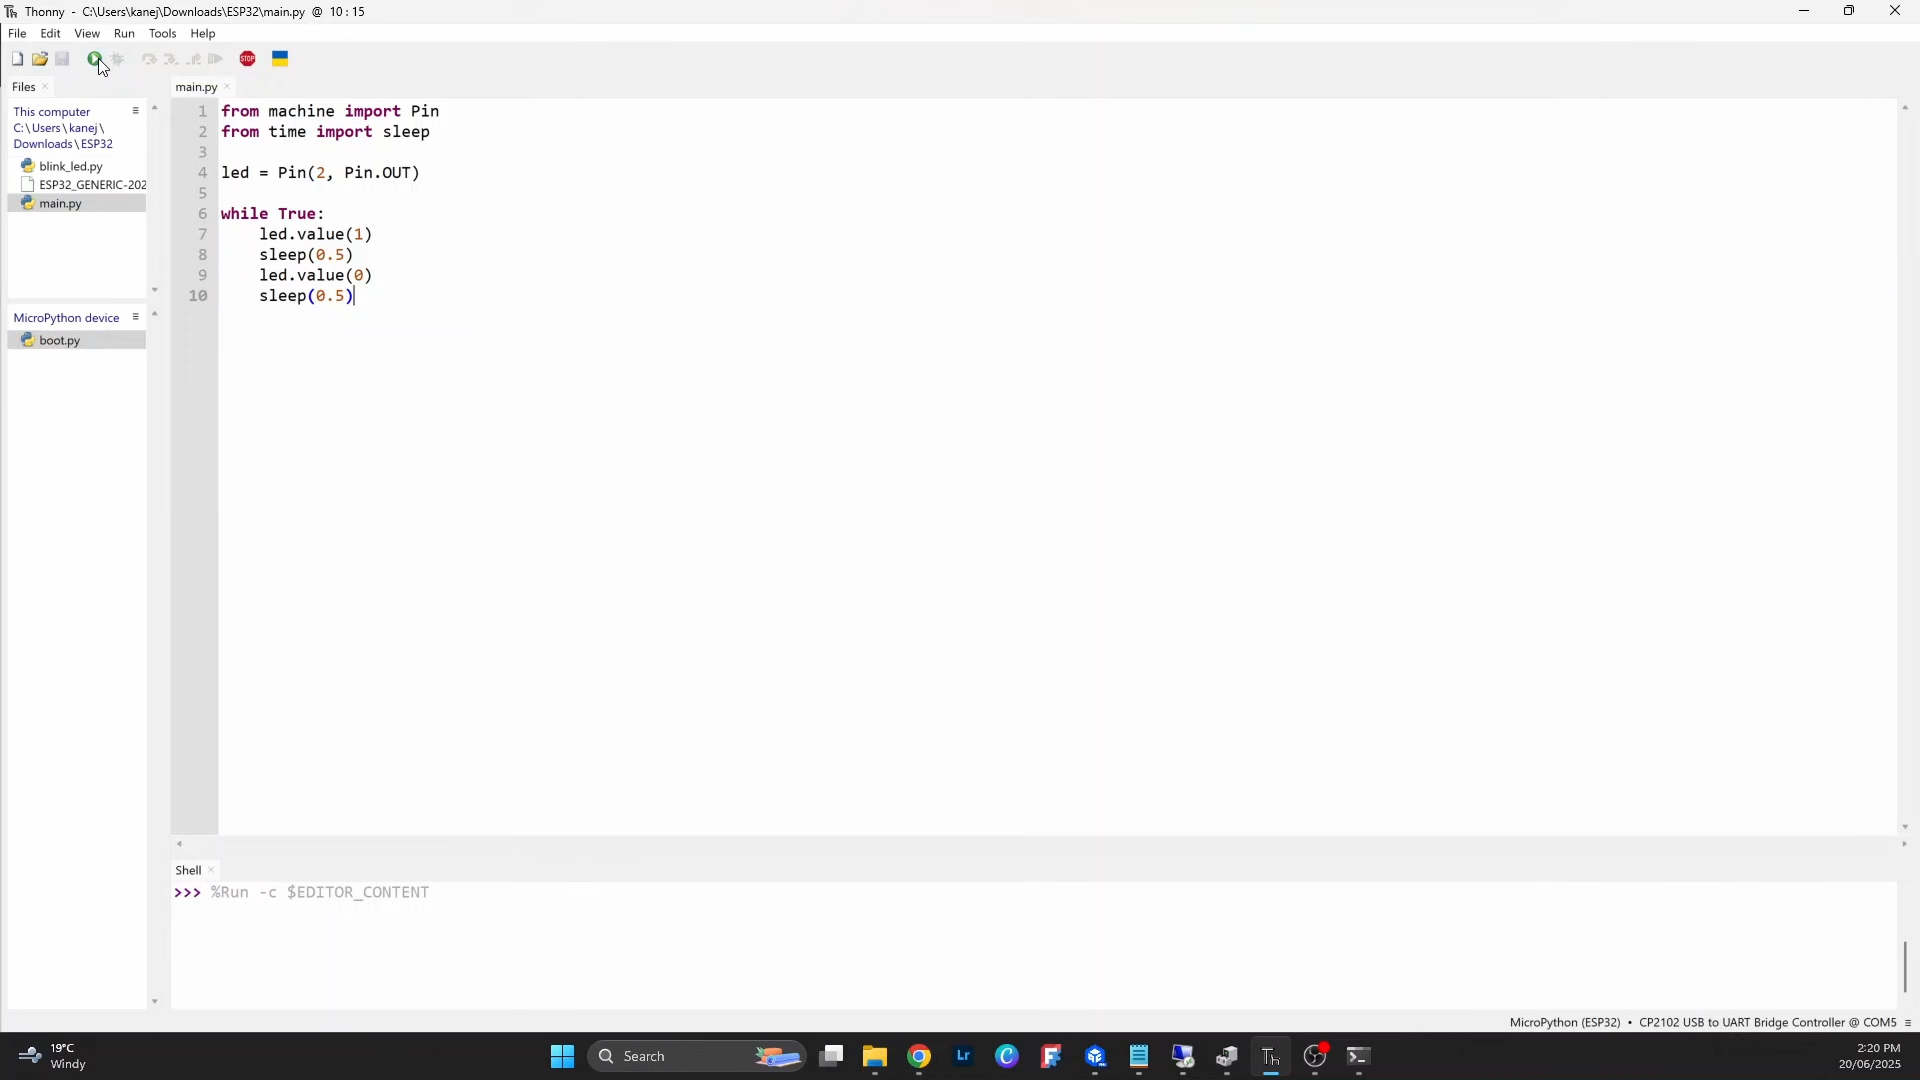 Thonny - C:\Users\kanej\Downloads\ESP32\main.py @ 10:15
File Edit View Run Tools Help
STOP
Files
main.py
This computer
C:\Users\kanej\
Downloads\ESP32
blink_led.py
ESP32_GENERIC-202
main.py
MicroPython device
boot.py
1 from machine import Pin
2 from time import sleep
3
4 led = Pin(2, Pin.OUT)
5
6 while True:
7     led.value(1)
8     sleep(0.5)
9     led.value(0)
10     sleep(0.5)
Shell
>>> %Run -c $EDITOR_CONTENT
MicroPython (ESP32) • CP2102 USB to UART Bridge Controller @ COM5 ≡
19°C
Windy
Search
Lr
C
Th
2:20 PM
20/06/2025